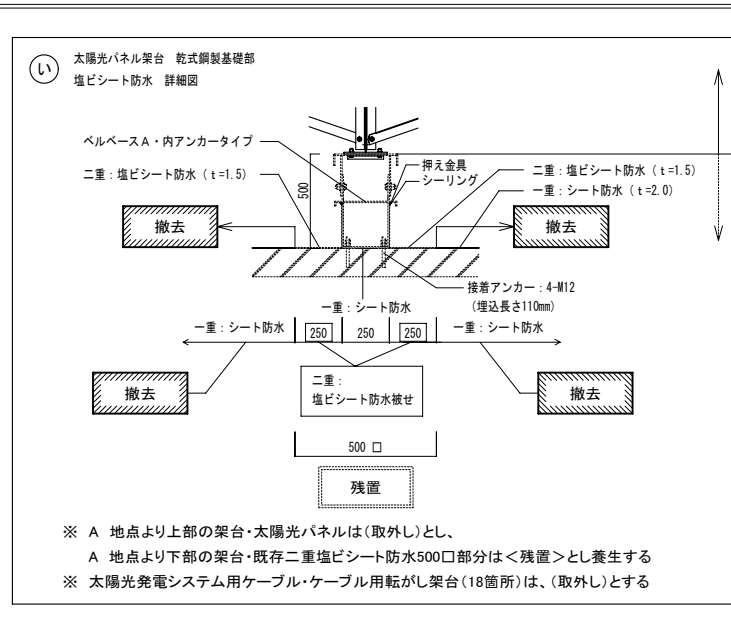 い
太陽光パネル架台 乾式鋼製基礎部
塩ビシート防水 詳細図
ベルベースA・内アンカータイプ
二重：塩ビシート防水（t=1.5）
押え金具
シーリング
二重：塩ビシート防水（t=1.5）
一重：シート防水（t=2.0）
500
撤去
撤去
接着アンカー：4-M12
（埋込長さ110mm）
一重：シート防水
一重：シート防水
250
250
250
一重：シート防水
二重：
塩ビシート防水被せ
撤去
撤去
500 □
残置
※ A 地点より上部の架台・太陽光パネルは（取外し）とし、
A 地点より下部の架台・既存二重塩ビシート防水500□部分は＜残置＞とし養生する
※ 太陽光発電システム用ケーブル・ケーブル用転がし架台（18箇所）は、（取外し）とする